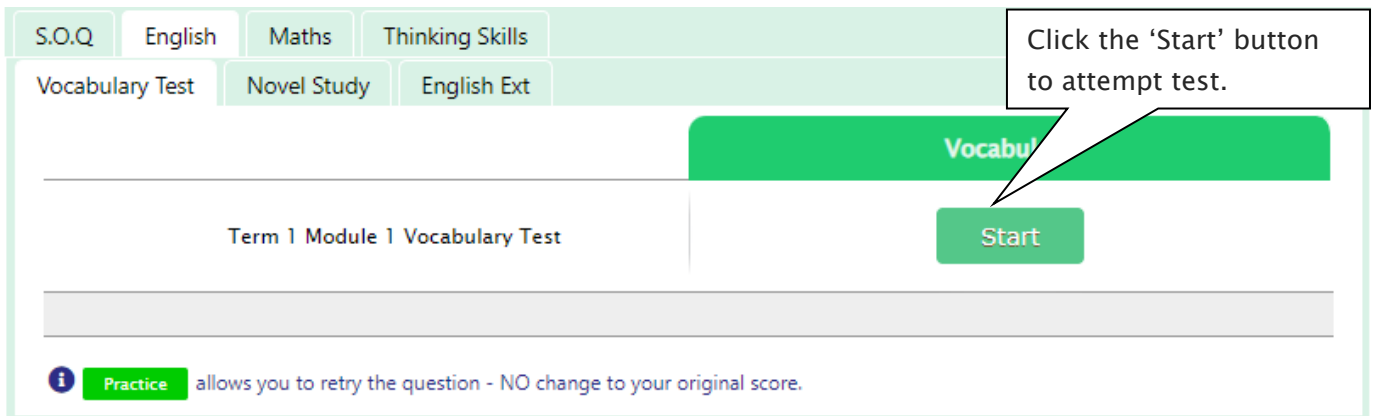 S.O.Q English Maths Thinking Skills
Click the ‘Start’ button
to attempt test.
Vocabulary Test Novel Study English Ext
Term 1 Module 1 Vocabulary Test
Start
Practice allows you to retry the question - NO change to your original score.